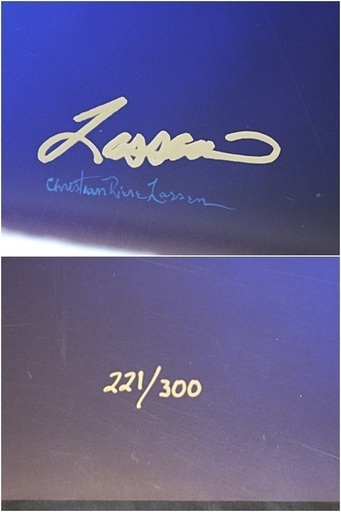 Lassen
Christian Riese Lassen
221/300